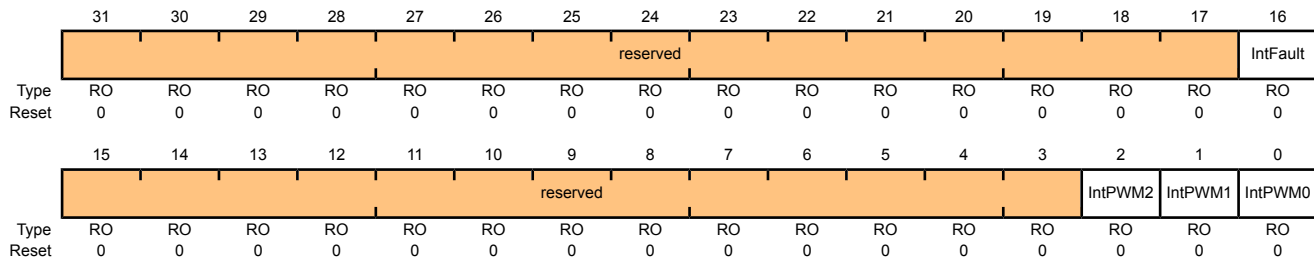 31 30 29 28 27 26 25 24 23 22 21 20 19 18 17 16
reserved IntFault
Type RO RO RO RO RO RO RO RO RO RO RO RO RO RO RO RO
Reset 0 0 0 0 0 0 0 0 0 0 0 0 0 0 0 0
15 14 13 12 11 10 9 8 7 6 5 4 3 2 1 0
reserved IntPWM2 IntPWM1 IntPWM0
Type RO RO RO RO RO RO RO RO RO RO RO RO RO RO RO RO
Reset 0 0 0 0 0 0 0 0 0 0 0 0 0 0 0 0